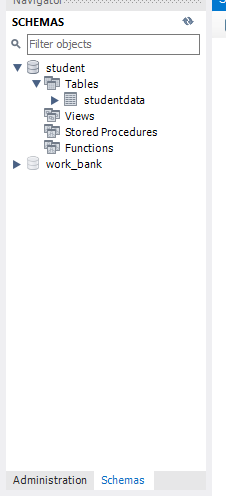 Navigator
SCHEMAS
Filter objects
student
Tables
studentdata
Views
Stored Procedures
Functions
work_bank
Administration Schemas